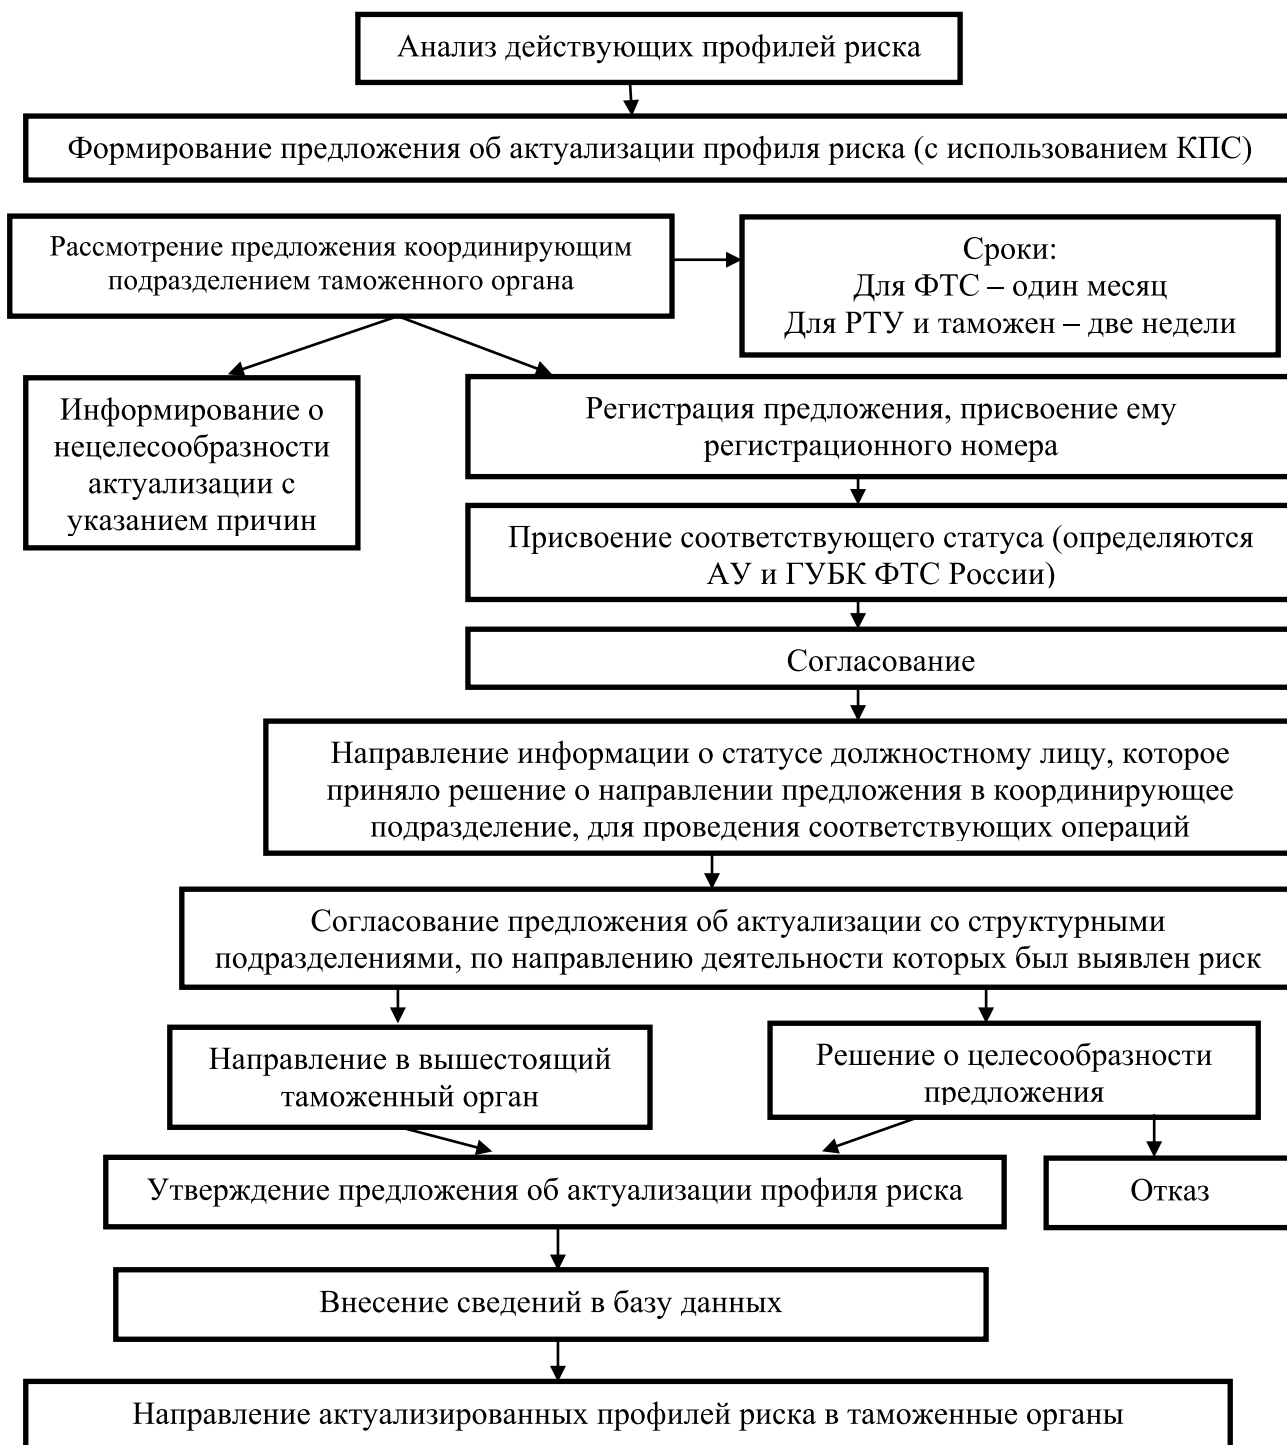 Анализ действующих профилей риска
Формирование предложения об актуализации профиля риска (с использованием КПС)
Рассмотрение предложения координирующим
подразделением таможенного органа
Сроки:
Для ФТС – один месяц
Для РТУ и таможен – две недели
Информирование о
нецелесообразности
актуализации с
указанием причин
Регистрация предложения, присвоение ему
регистрационного номера
Присвоение соответствующего статуса (определяются
АУ и ГУБК ФТС России)
Согласование
Направление информации о статусе должностному лицу, которое
приняло решение о направлении предложения в координирующее
подразделение, для проведения соответствующих операций
Согласование предложения об актуализации со структурными
подразделениями, по направлению деятельности которых был выявлен риск
Направление в вышестоящий
таможенный орган
Решение о целесообразности
предложения
Утверждение предложения об актуализации профиля риска
Отказ
Внесение сведений в базу данных
Направление актуализированных профилей риска в таможенные органы